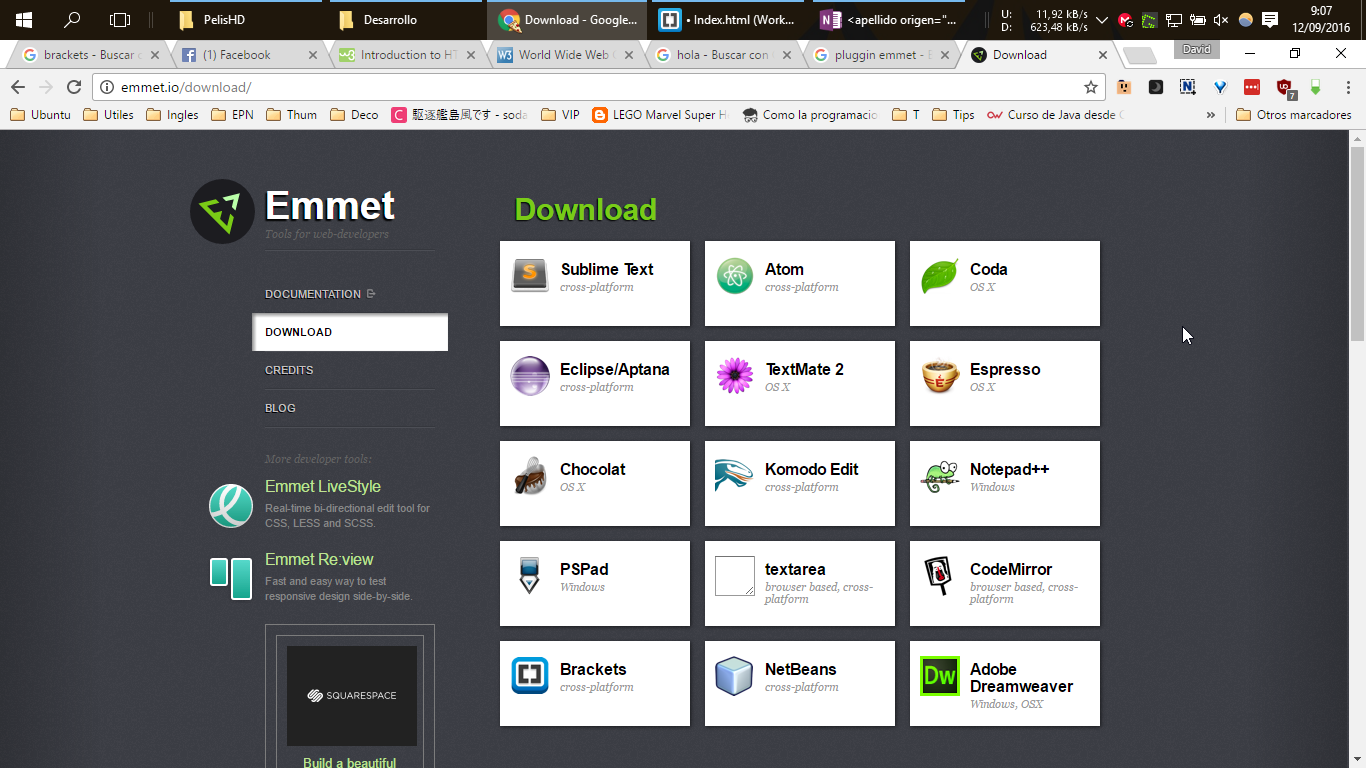 PelisHD
Desarrollo
Download - Google...
• Index.html (Work...
<apellido origen="...
U: 11,92 kB/s
D: 623,48 kB/s
9:07
12/09/2016
brackets - Buscar c
(1) Facebook
Introduction to HT
World Wide Web C
hola - Buscar con
pluggin emmet - B
Download
David
emmet.io/download/
7
Ubuntu
Utiles
Ingles
EPN
Thum
Deco
駆逐艦島風です - soda
VIP
LEGO Marvel Super H
Como la programacio
T
Tips
Curso de Java desde
»
Otros marcadores
Emmet
Tools for web-developers
DOCUMENTATION
DOWNLOAD
CREDITS
BLOG
More developer tools:
Emmet LiveStyle
Real-time bi-directional edit tool for
CSS, LESS and SCSS.
Emmet Re:view
Fast and easy way to test
responsive design side-by-side.
SQUARESPACE
Build a beautiful
Download
Sublime Text
cross-platform
Atom
cross-platform
Coda
OS X
Eclipse/Aptana
cross-platform
TextMate 2
OS X
Espresso
OS X
Chocolat
OS X
Komodo Edit
cross-platform
Notepad++
Windows
PSPad
Windows
textarea
browser based, cross-
platform
CodeMirror
browser based, cross-
platform
Brackets
cross-platform
NetBeans
cross-platform
Dw
Adobe
Dreamweaver
Windows, OSX